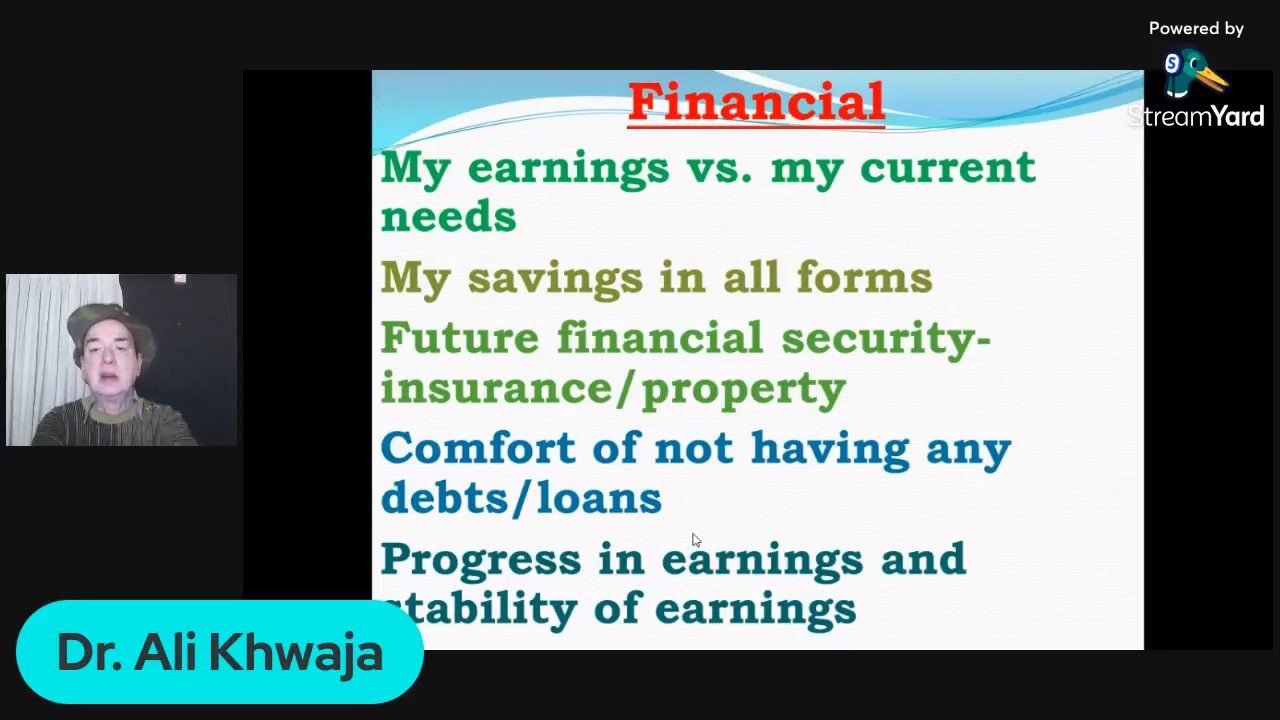 Powered by
StreamYard
Financial
My earnings vs. my current
needs
My savings in all forms
Future financial security-
insurance/property
Comfort of not having any
debts/loans
Progress in earnings and
stability of earnings
Dr. Ali Khwaja